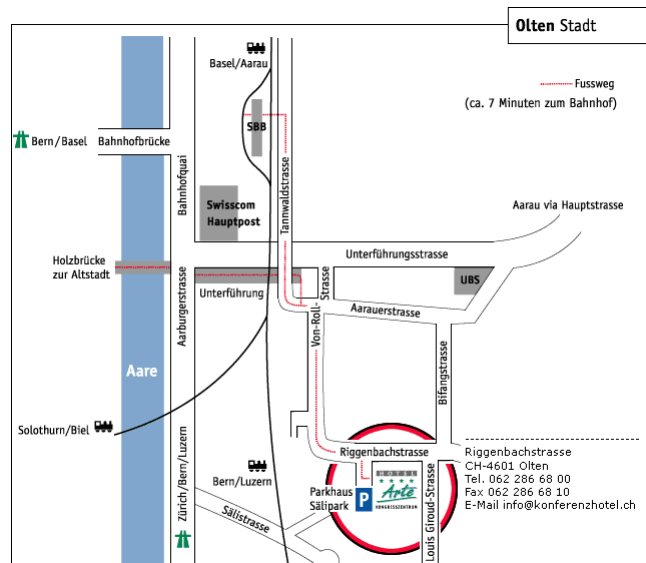 Olten Stadt
Basel/Aarau
Fussweg
(ca. 7 Minuten zum Bahnhof)
SBB
Bern/Basel
Bahnhofbrücke
Bahnhofquai
Tannwaldstrasse
Swisscom
Hauptpost
Aarau via Hauptstrasse
Unterführungsstrasse
Holzbrücke
zur Altstadt
Aarburgerstrasse
Unterführung
Von-Roll-
Strasse
UBS
Aarauerstrasse
Bifangstrasse
Aare
Solothurn/Biel
Zürich/Bern/Luzern
Bern/Luzern
Riggenbachstrasse
HOTEL
Arte
KONGRESSZENTRUM
Parkhaus
Sälipark
P
Sälistrasse
Louis Giroud-Strasse
Riggenbachstrasse
CH-4601 Olten
Tel. 062 286 68 00
Fax 062 286 68 10
E-Mail info@konferenzhotel.ch